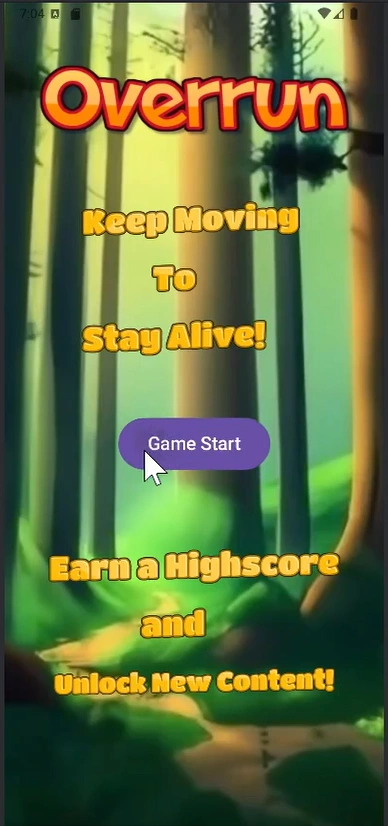 7:04
Overrun
Keep Moving
To
Stay Alive!
Game Start
Earn a Highscore
and
Unlock New Content!